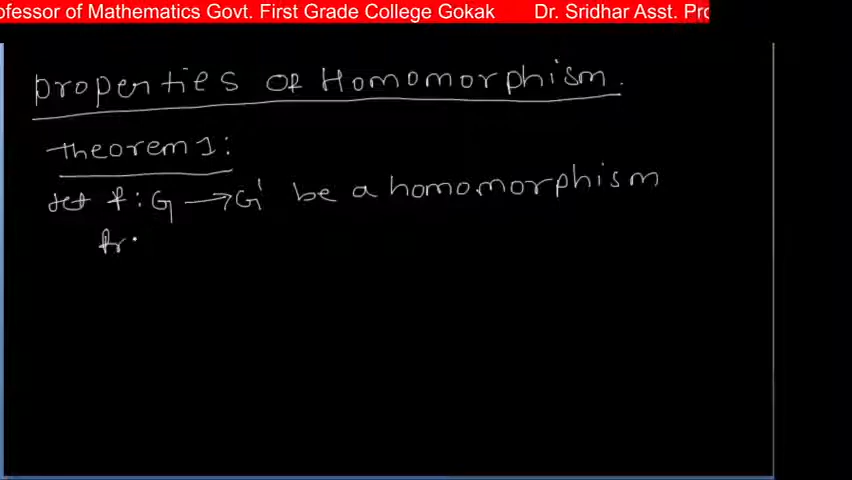 ofessor of Mathematics Govt. First Grade College Gokak Dr. Sridhar Asst. Pro
properties of Homomorphism.
Theorem 1:
Let f : G → G' be a homomorphism
fr